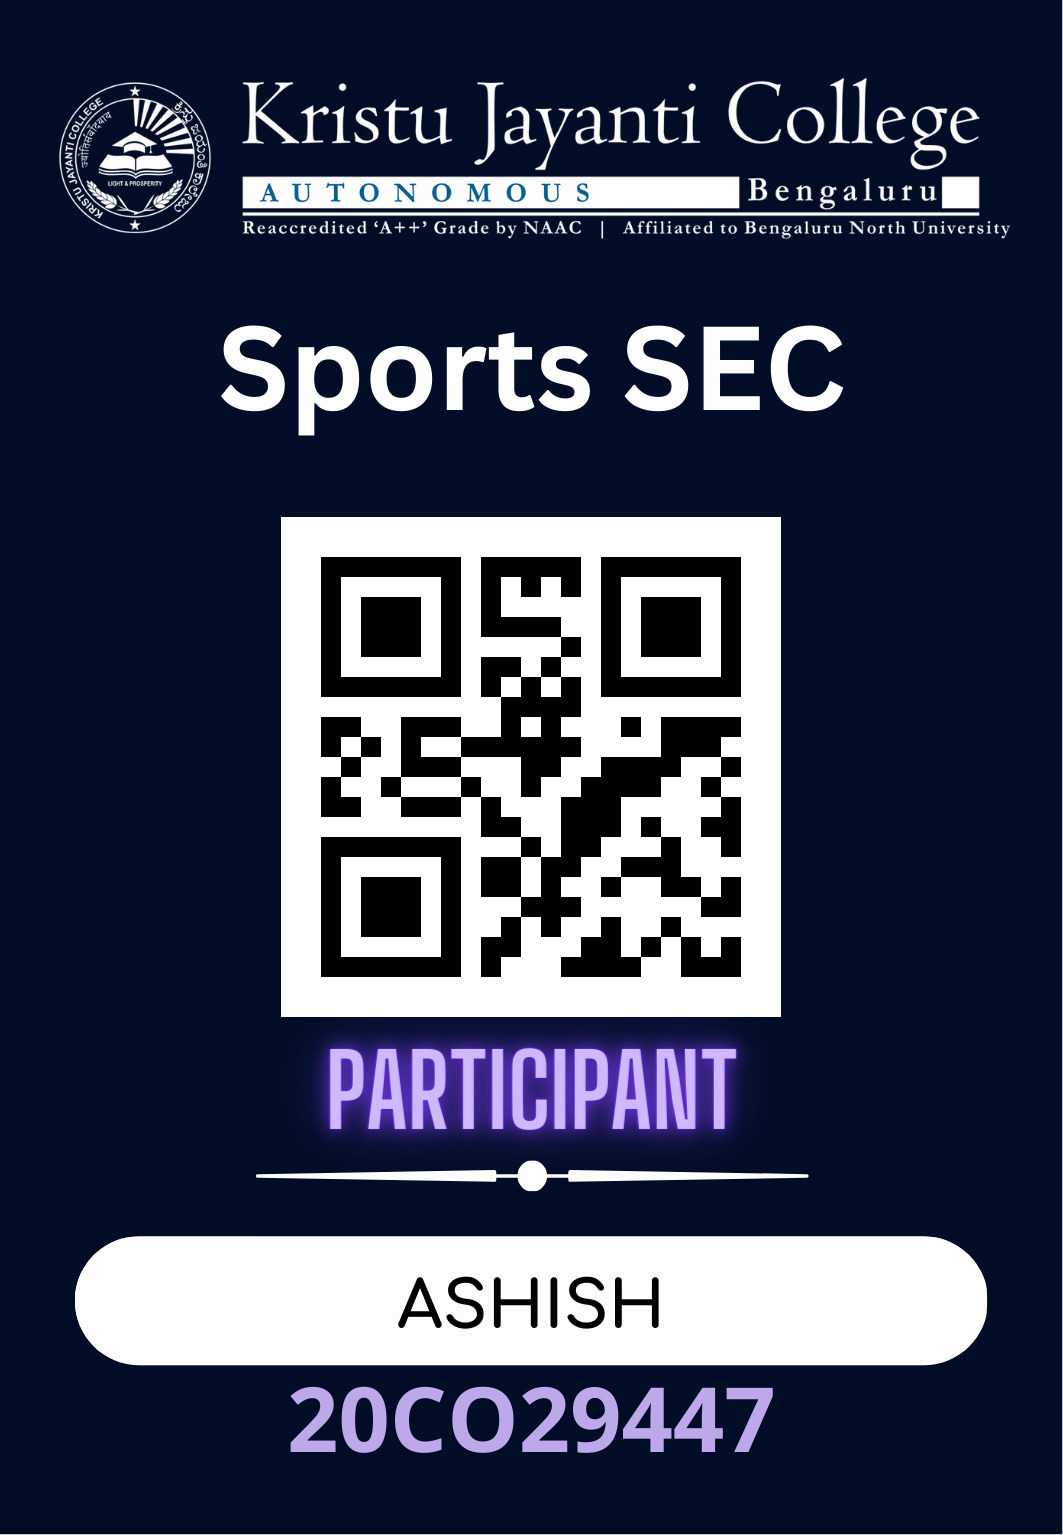 Kristu Jayanti College
AUTONOMOUS Bengaluru
Reaccredited ‘A++’ Grade by NAAC | Affiliated to Bengaluru North University
KRISTU JAYANTI COLLEGE
LIGHT & PROSPERITY
Sports SEC
PARTICIPANT
ASHISH
20CO29447